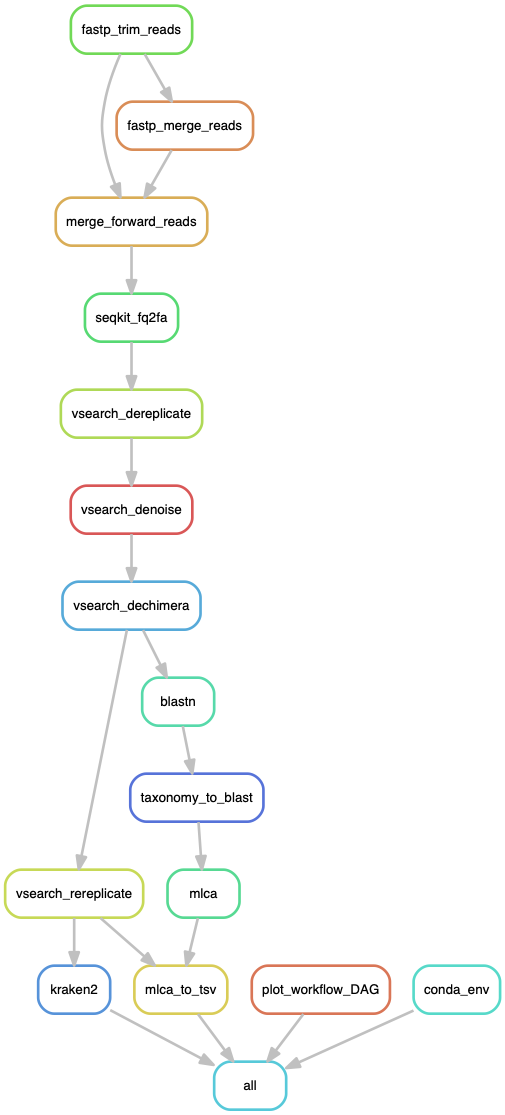 fastp_trim_reads
fastp_merge_reads
merge_forward_reads
seqkit_fq2fa
vsearch_dereplicate
vsearch_denoise
vsearch_dechimera
blastn
taxonomy_to_blast
vsearch_rereplicate
mlca
kraken2
mlca_to_tsv
plot_workflow_DAG
conda_env
all